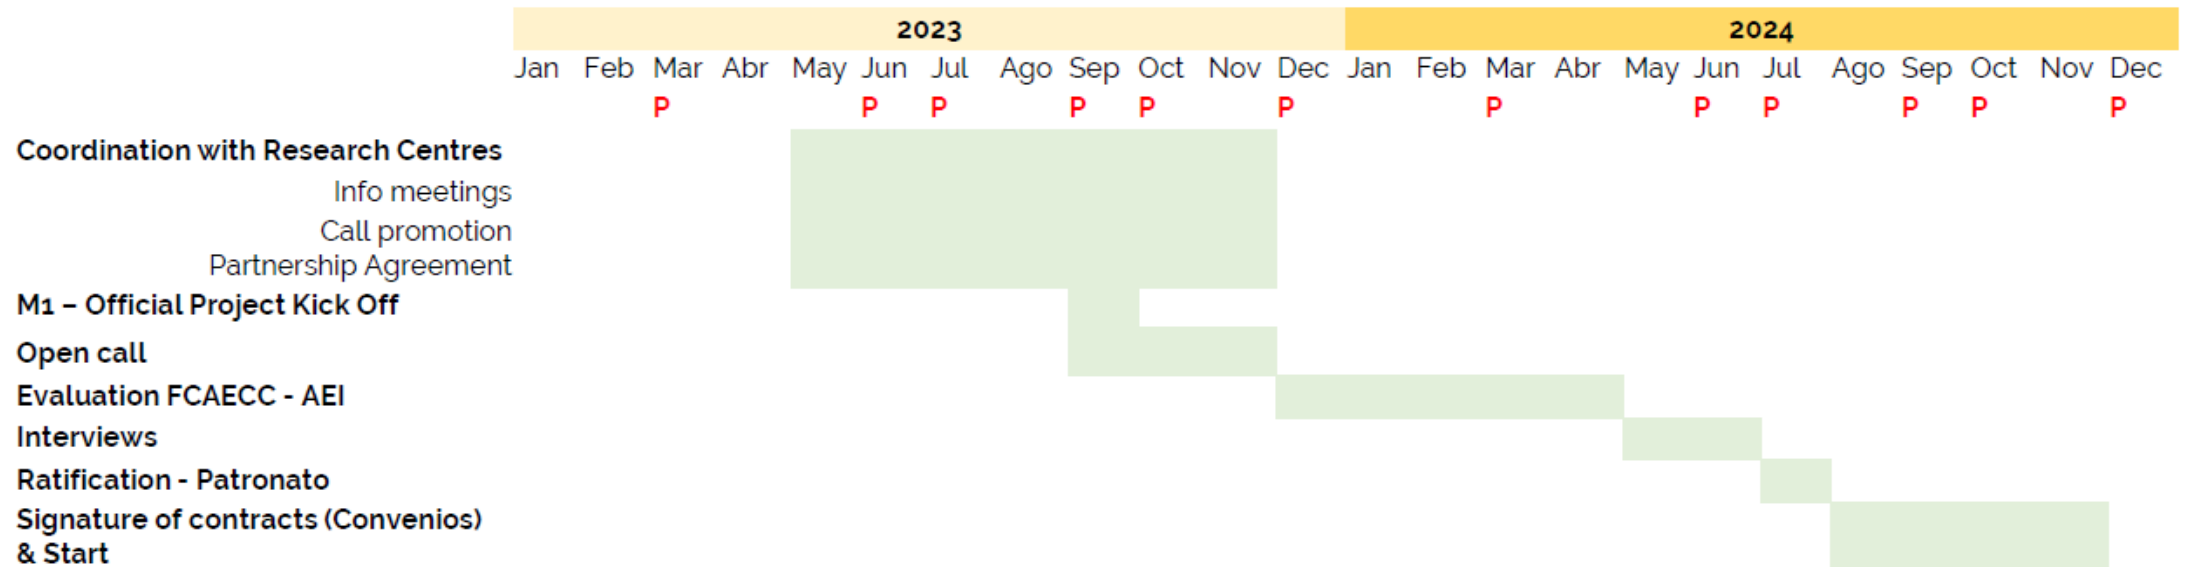 2023 2024
Jan Feb Mar Abr May Jun Jul Ago Sep Oct Nov Dec Jan Feb Mar Abr May Jun Jul Ago Sep Oct Nov Dec
P P P P P P P P P P P P
Coordination with Research Centres
Info meetings
Call promotion
Partnership Agreement
M1 – Official Project Kick Off
Open call
Evaluation FCAECC - AEI
Interviews
Ratification - Patronato
Signature of contracts (Convenios)
& Start